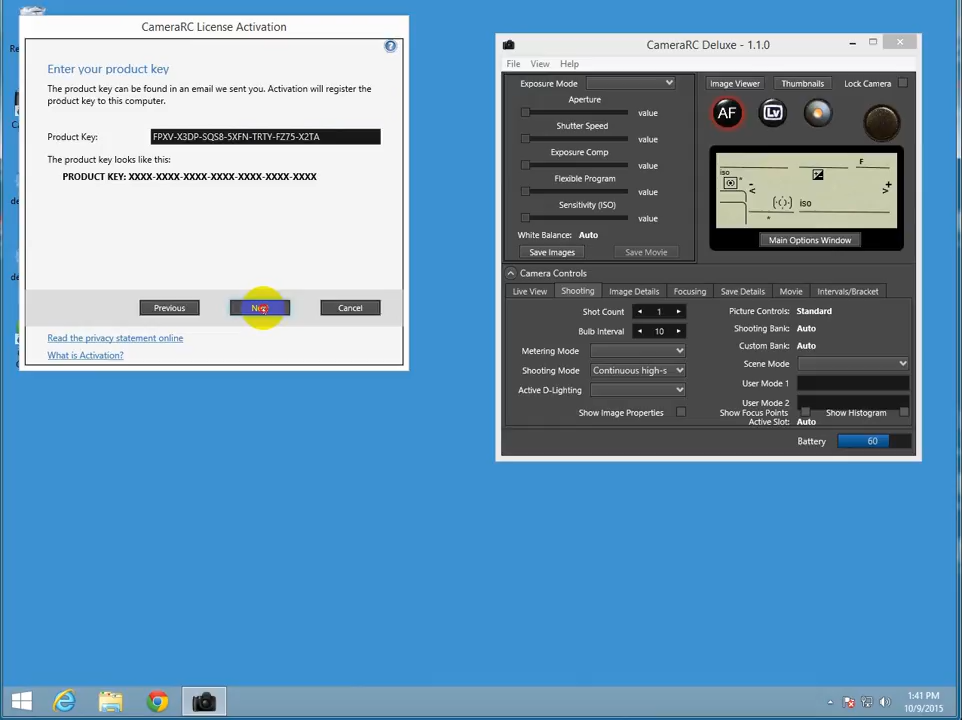 CameraRC License Activation
Enter your product key
The product key can be found in an email we sent you. Activation will register the
product key to this computer.
Product Key: FPXV-X3DP-SQS8-5XFN-TRTY-FZ75-X2TA
The product key looks like this:
PRODUCT KEY: XXXX-XXXX-XXXX-XXXX-XXXX-XXXX-XXXX
Previous Cancel
Read the privacy statement online
What is Activation?
CameraRC Deluxe - 1.1.0
File View Help
Exposure Mode
Aperture
value
Shutter Speed
value
Exposure Comp
value
Flexible Program
value
Sensitivity (ISO)
value
White Balance: Auto
Save Images Save Movie
Image Viewer Thumbnails Lock Camera
AF Lv
F
iso
iso
Main Options Window
Camera Controls
Live View Shooting Image Details Focusing Save Details Movie Intervals/Bracket
Shot Count 1
Bulb Interval 10
Metering Mode
Shooting Mode Continuous high-s
Active D-Lighting
Show Image Properties
Picture Controls: Standard
Shooting Bank: Auto
Custom Bank: Auto
Scene Mode
User Mode 1
User Mode 2
Show Focus Points Show Histogram
Active Slot: Auto
Battery 60
1:41 PM
10/9/2015